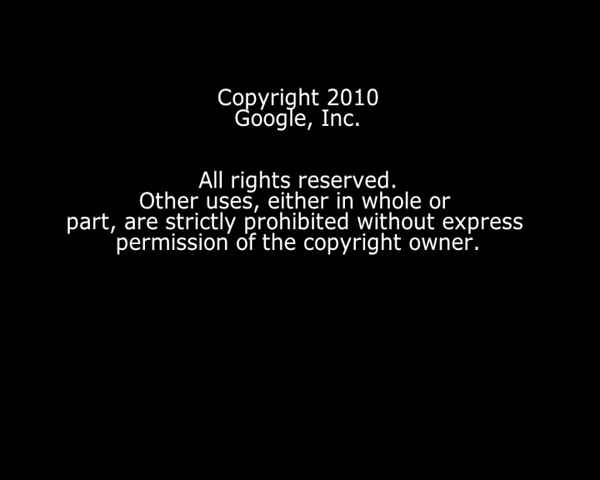 Copyright 2010
Google, Inc.
All rights reserved.
Other uses, either in whole or
part, are strictly prohibited without express
permission of the copyright owner.